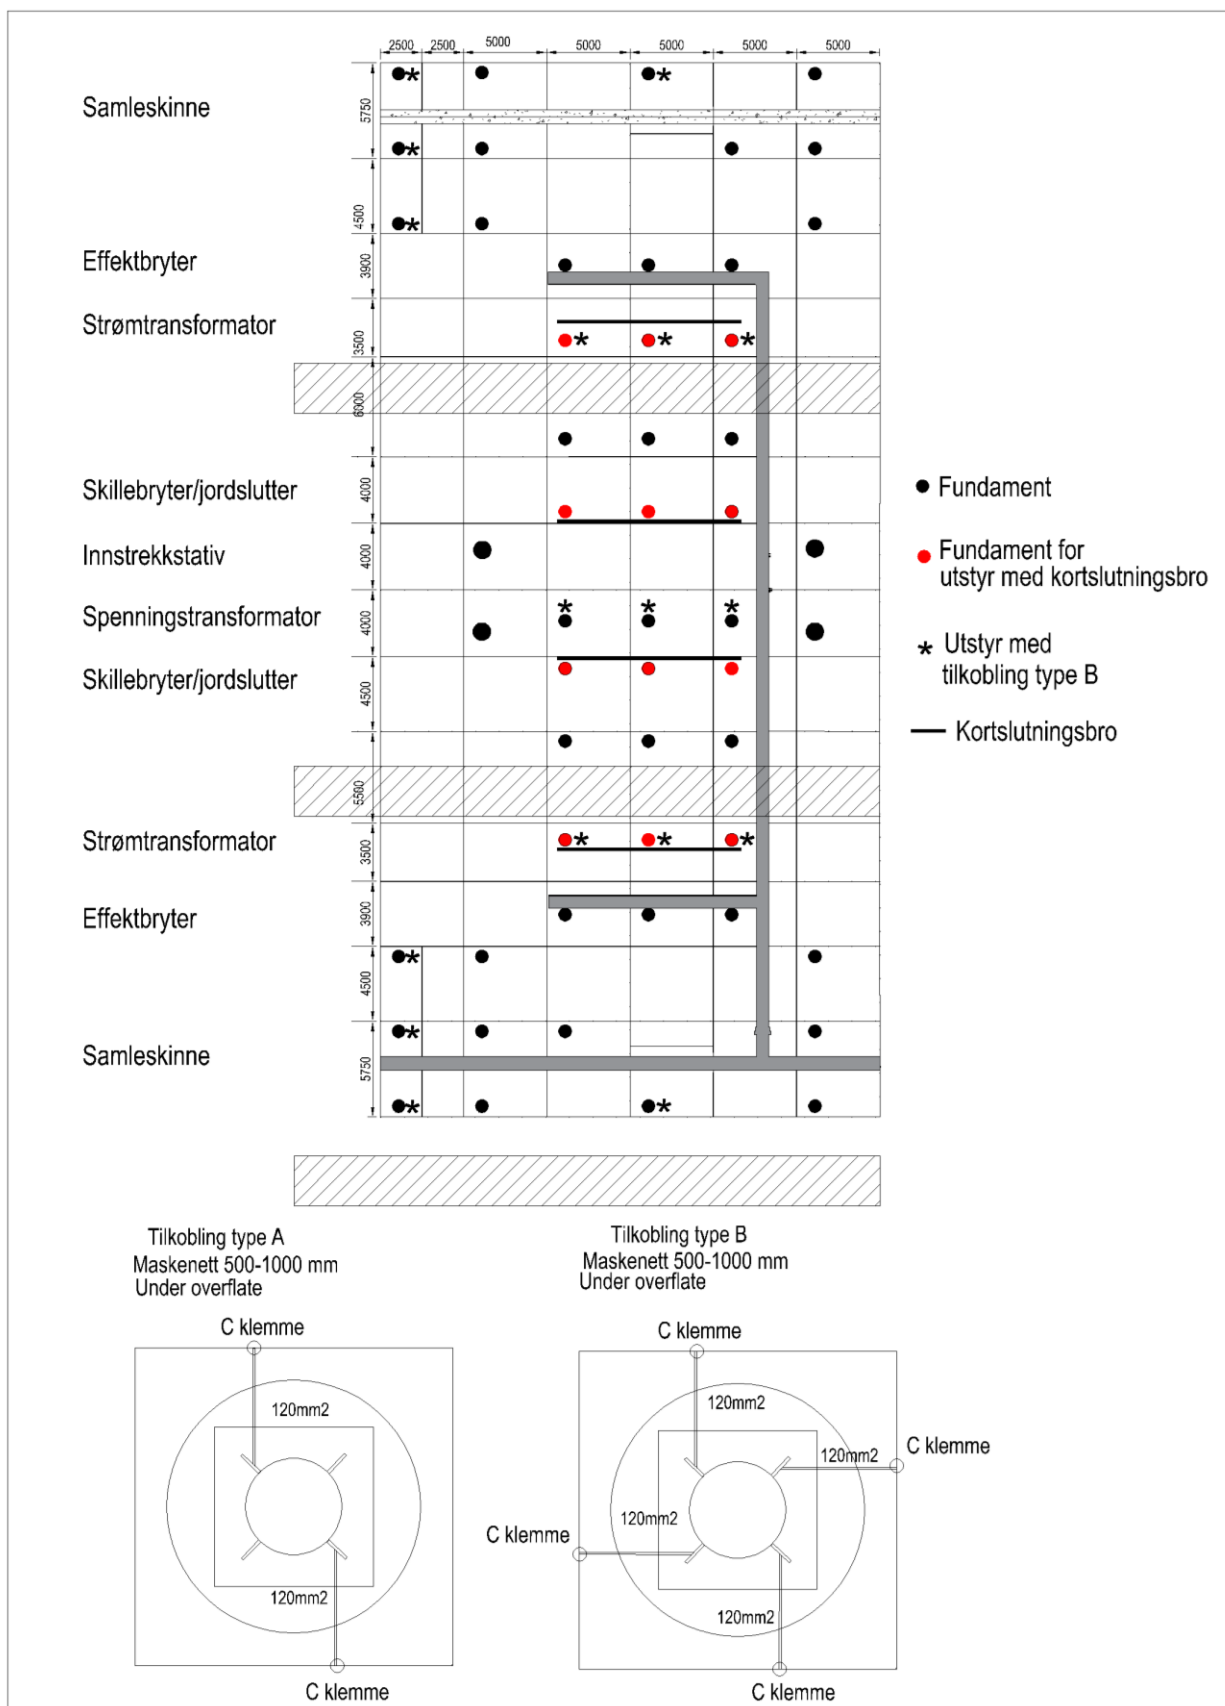 2500 2500 5000 5000 5000 5000 5000
Samleskinne
5750
4500
Effektbryter
3900
Strømtransformator
3500
6000
Skillebryter/jordslutter
4000
Innstrekkstativ
4000
Spenningstransformator
4000
Skillebryter/jordslutter
4500
5500
Strømtransformator
3500
Effektbryter
3900
4500
Samleskinne
5750
Fundament
Fundament for
utstyr med kortslutningsbro
* Utstyr med
tilkobling type B
Kortslutningsbro
Tilkobling type A
Maskenett 500-1000 mm
Under overflate
C klemme
120mm2
120mm2
C klemme
Tilkobling type B
Maskenett 500-1000 mm
Under overflate
C klemme
120mm2
C klemme
120mm2
120mm2
C klemme
120mm2
C klemme